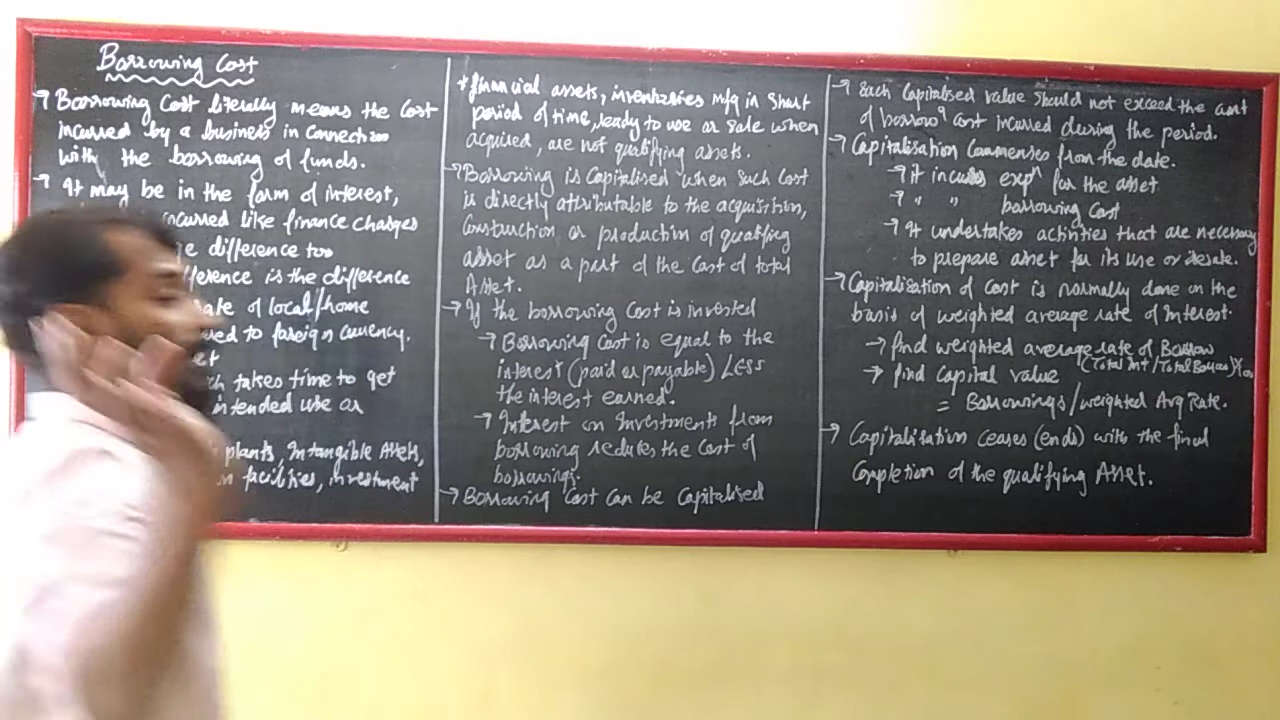 Borrowing Cost
→ Borrowing Cost literally means the Cost
incurred by a business in Connection
with the borrowing of funds.
→ It may be in the form of interest,
incurred like finance charges
difference too
is the difference
of local/home
to foreign currency.
takes time to get
intended use or
plants, Intangible Assets,
facilities, investment
* financial assets, inventories mfg in Short
period of time, ready to use or Sale when
acquired, are not qualifying assets.
→ Borrowing is Capitalised when Such Cost
is directly attributable to the acquisition,
Construction or production of qualifying
asset as a part of the Cost of total
Asset.
→ If the borrowing Cost is invested
→ Borrowing Cost is equal to the
interest (paid or payable) LESS
the interest earned.
→ Interest on Investments from
borrowing reduces the Cost of
borrowings.
→ Borrowing Cost Can be Capitalised
→ Such Capitalised value Should not exceed the amt
of borrowg cost incurred during the period.
→ Capitalisation Commenses from the date.
→ it incurs expn for the asset
→ " " borrowing Cost
→ It undertakes activities that are necessary
to prepare asset for its use or
→ Capitalisation of Cost is normally done on the
basis of weighted average rate of Interest.
→ find weighted average rate of Borrow
(Total Int/Total Borrow)
→ find Capital value
= Borrowings/weighted Avg Rate.
→ Capitalisation Ceases (ends) with the final
Completion of the qualifying Asset.